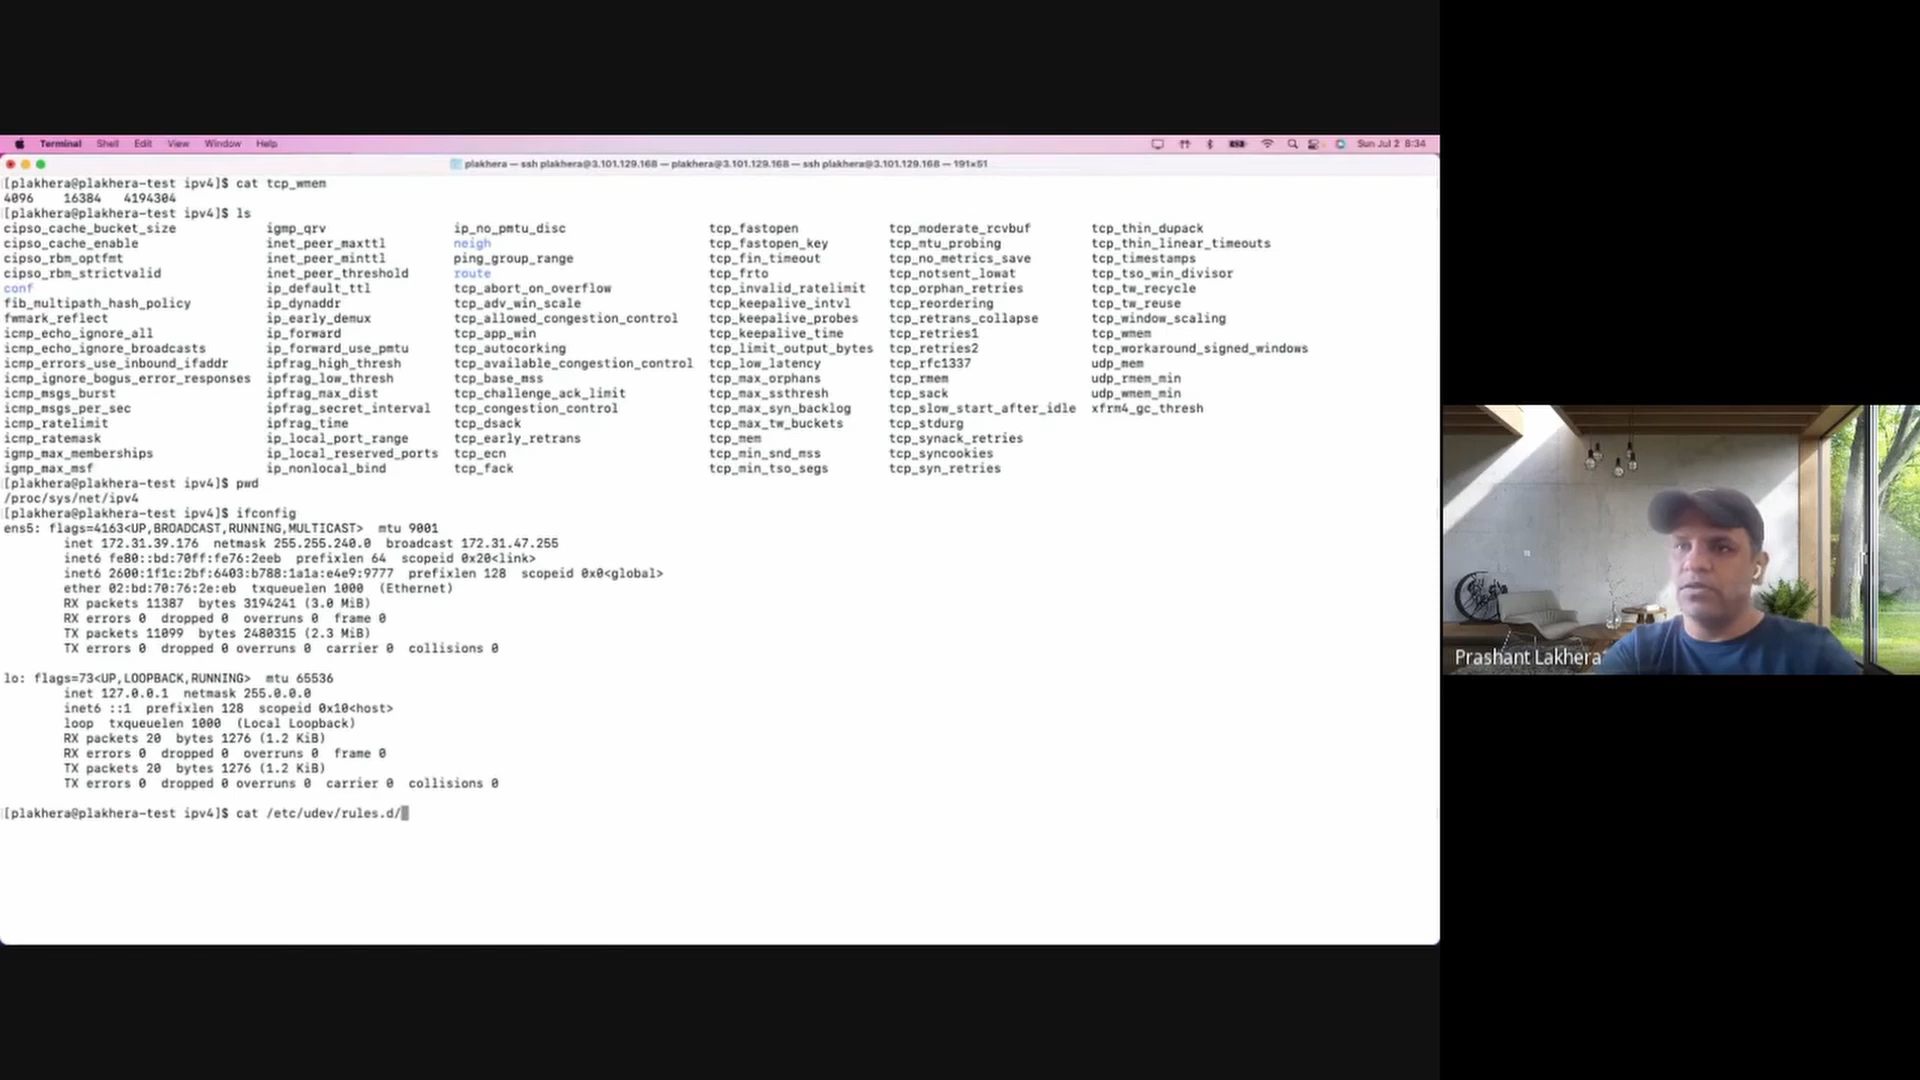 Terminal Shell Edit View Window Help Sun Jul 2 8:34
plakhera — ssh plakhera@3.101.129.168 — plakhera@3.101.129.168 — ssh plakhera@3.101.129.168 — 191×51
[plakhera@plakhera-test ipv4]$ cat tcp_wmem
4096 16384 4194304
[plakhera@plakhera-test ipv4]$ ls
cipso_cache_bucket_size igmp_qrv ip_no_pmtu_disc tcp_fastopen tcp_moderate_rcvbuf tcp_thin_dupack
cipso_cache_enable inet_peer_maxttl neigh tcp_fastopen_key tcp_mtu_probing tcp_thin_linear_timeouts
cipso_rbm_optfmt inet_peer_minttl ping_group_range tcp_fin_timeout tcp_no_metrics_save tcp_timestamps
cipso_rbm_strictvalid inet_peer_threshold route tcp_frto tcp_notsent_lowat tcp_tso_win_divisor
conf ip_default_ttl tcp_abort_on_overflow tcp_invalid_ratelimit tcp_orphan_retries tcp_tw_recycle
fib_multipath_hash_policy ip_dynaddr tcp_adv_win_scale tcp_keepalive_intvl tcp_reordering tcp_tw_reuse
fwmark_reflect ip_early_demux tcp_allowed_congestion_control tcp_keepalive_probes tcp_retrans_collapse tcp_window_scaling
icmp_echo_ignore_all ip_forward tcp_app_win tcp_keepalive_time tcp_retries1 tcp_wmem
icmp_echo_ignore_broadcasts ip_forward_use_pmtu tcp_autocorking tcp_limit_output_bytes tcp_retries2 tcp_workaround_signed_windows
icmp_errors_use_inbound_ifaddr ipfrag_high_thresh tcp_available_congestion_control tcp_low_latency tcp_rfc1337 udp_mem
icmp_ignore_bogus_error_responses ipfrag_low_thresh tcp_base_mss tcp_max_orphans tcp_rmem udp_rmem_min
icmp_msgs_burst ipfrag_max_dist tcp_challenge_ack_limit tcp_max_ssthresh tcp_sack udp_wmem_min
icmp_msgs_per_sec ipfrag_secret_interval tcp_congestion_control tcp_max_syn_backlog tcp_slow_start_after_idle xfrm4_gc_thresh
icmp_ratelimit ipfrag_time tcp_dsack tcp_max_tw_buckets tcp_stdurg
icmp_ratemask ip_local_port_range tcp_early_retrans tcp_mem tcp_synack_retries
igmp_max_memberships ip_local_reserved_ports tcp_ecn tcp_min_snd_mss tcp_syncookies
igmp_max_msf ip_nonlocal_bind tcp_fack tcp_min_tso_segs tcp_syn_retries
[plakhera@plakhera-test ipv4]$ pwd
/proc/sys/net/ipv4
[plakhera@plakhera-test ipv4]$ ifconfig
ens5: flags=4163<UP,BROADCAST,RUNNING,MULTICAST> mtu 9001
inet 172.31.39.176 netmask 255.255.240.0 broadcast 172.31.47.255
inet6 fe80::bd:70ff:fe76:2eeb prefixlen 64 scopeid 0x20<link>
inet6 2600:1f1c:2bf:6403:b788:1a1a:e4e9:9777 prefixlen 128 scopeid 0x0<global>
ether 02:bd:70:76:2e:eb txqueuelen 1000 (Ethernet)
RX packets 11387 bytes 3194241 (3.0 MiB)
RX errors 0 dropped 0 overruns 0 frame 0
TX packets 11099 bytes 2480315 (2.3 MiB)
TX errors 0 dropped 0 overruns 0 carrier 0 collisions 0
lo: flags=73<UP,LOOPBACK,RUNNING> mtu 65536
inet 127.0.0.1 netmask 255.0.0.0
inet6 ::1 prefixlen 128 scopeid 0x10<host>
loop txqueuelen 1000 (Local Loopback)
RX packets 20 bytes 1276 (1.2 KiB)
RX errors 0 dropped 0 overruns 0 frame 0
TX packets 20 bytes 1276 (1.2 KiB)
TX errors 0 dropped 0 overruns 0 carrier 0 collisions 0
[plakhera@plakhera-test ipv4]$ cat /etc/udev/rules.d/
Prashant Lakhera